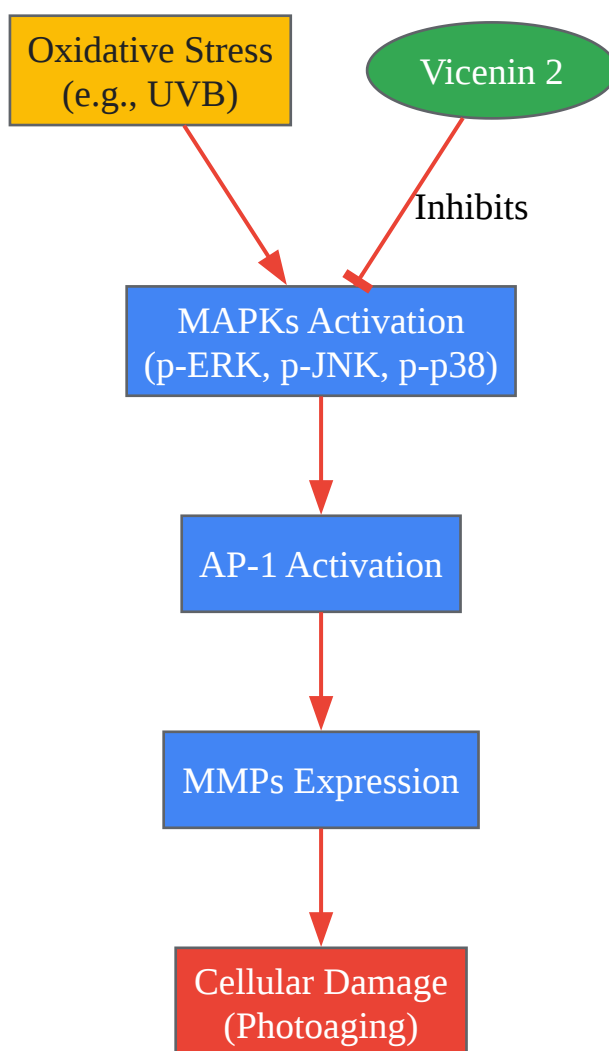 Oxidative Stress
(e.g., UVB)
Vicenin 2
Inhibits
MAPKs Activation
(p-ERK, p-JNK, p-p38)
AP-1 Activation
MMPs Expression
Cellular Damage
(Photoaging)